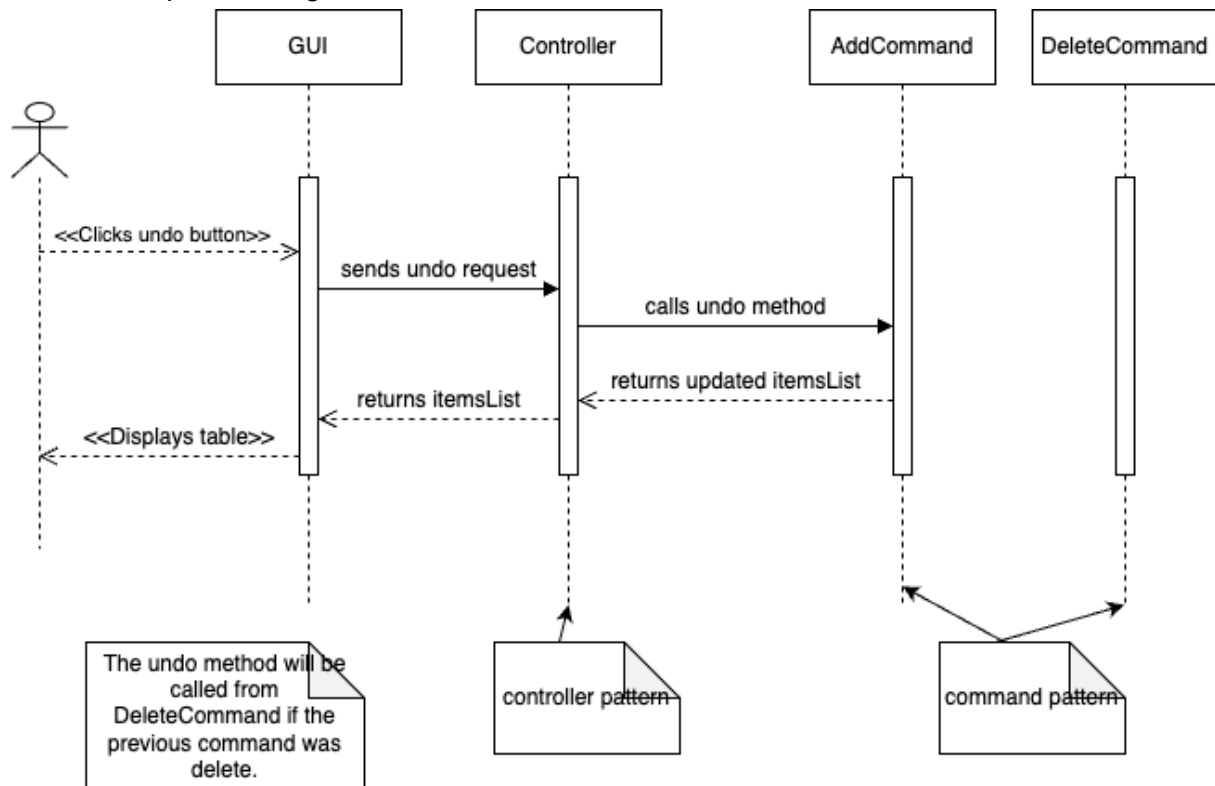 GUI
Controller
AddCommand
DeleteCommand
<<Clicks undo button>>
sends undo request
calls undo method
returns updated itemsList
returns itemsList
<<Displays table>>
The undo method will be
called from
DeleteCommand if the
previous command was
delete.
controller pattern
command pattern